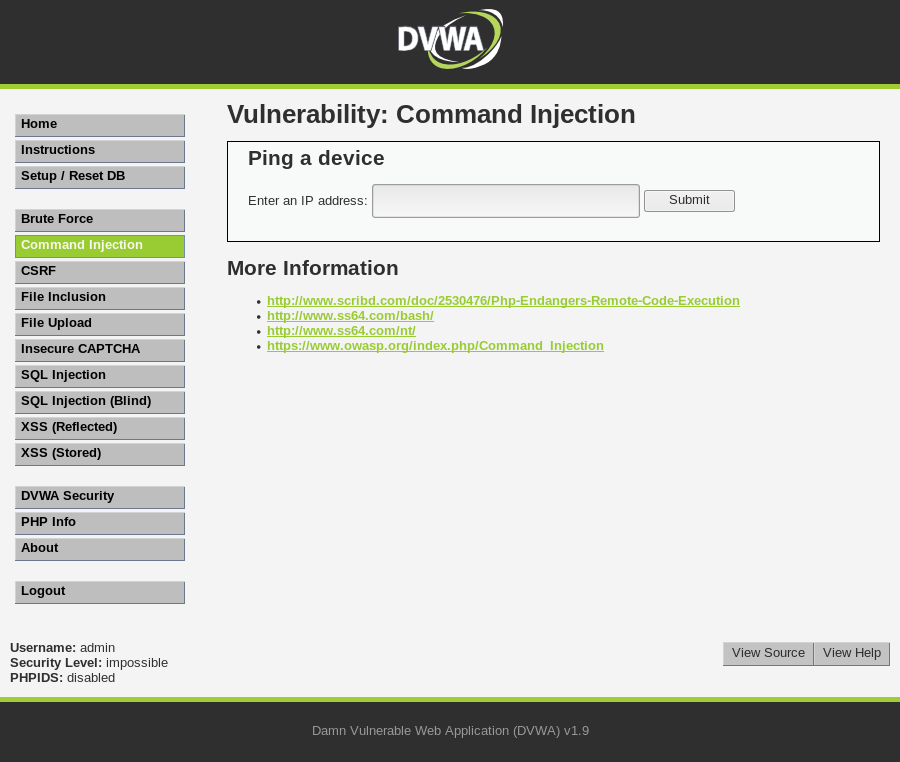 DVWA
Vulnerability: Command Injection
Home
Instructions
Setup / Reset DB
Brute Force
Command Injection
CSRF
File Inclusion
File Upload
Insecure CAPTCHA
SQL Injection
SQL Injection (Blind)
XSS (Reflected)
XSS (Stored)
DVWA Security
PHP Info
About
Logout
Ping a device
Enter an IP address:
Submit
More Information
• http://www.scribd.com/doc/2530476/Php-Endangers-Remote-Code-Execution
• http://www.ss64.com/bash/
• http://www.ss64.com/nt/
• https://www.owasp.org/index.php/Command_Injection
Username: admin
Security Level: impossible
PHPIDS: disabled
View Source
View Help
Damn Vulnerable Web Application (DVWA) v1.9